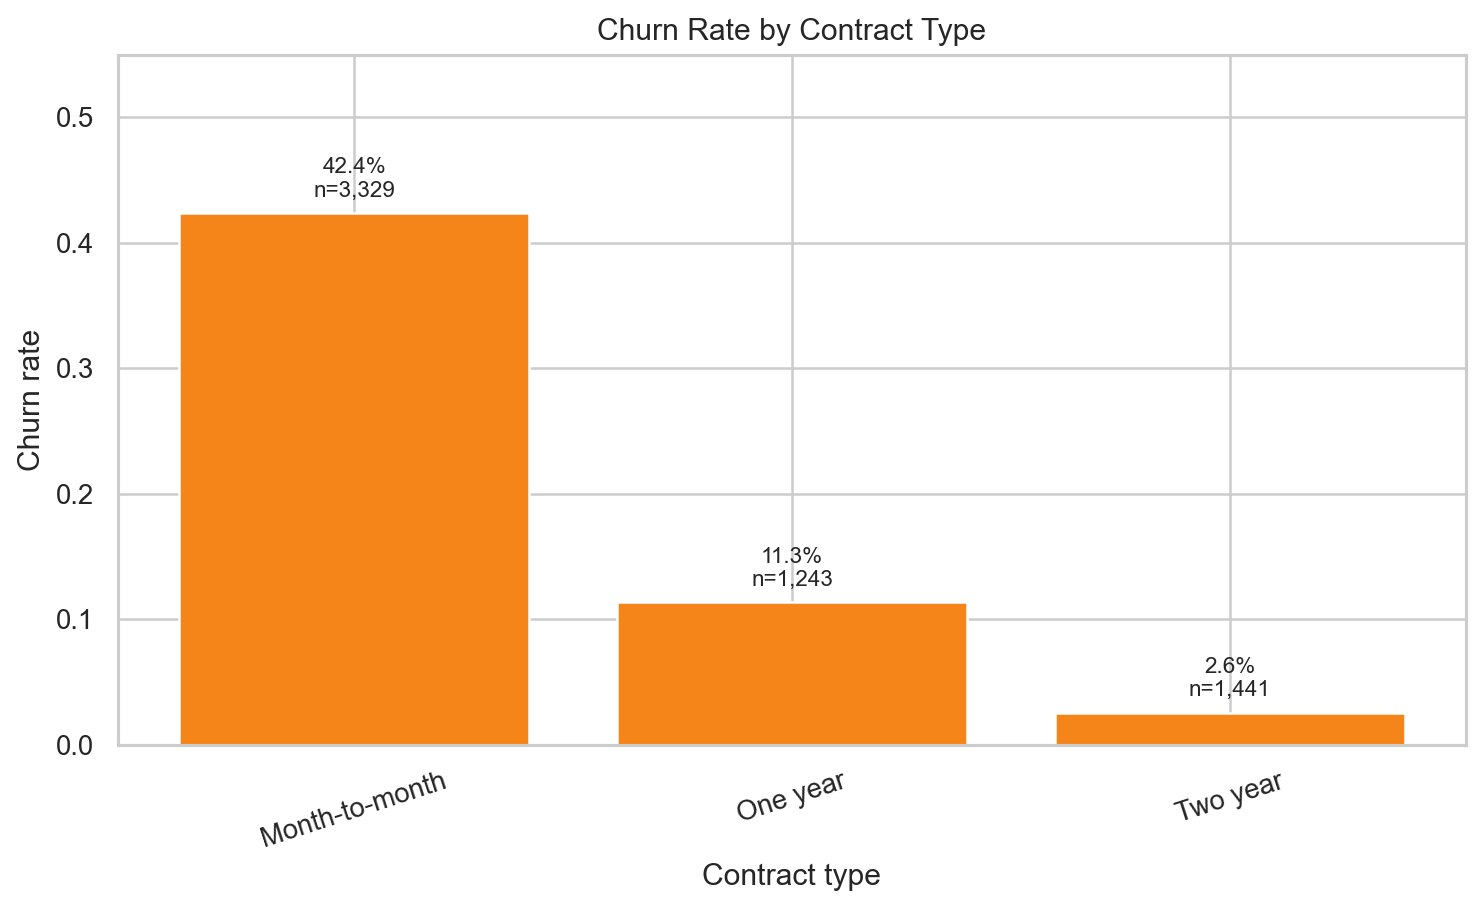 Churn Rate by Contract Type
Churn rate
0.5
0.4
0.3
0.2
0.1
0.0
42.4%
n=3,329
11.3%
n=1,243
2.6%
n=1,441
Month-to-month
One year
Two year
Contract type